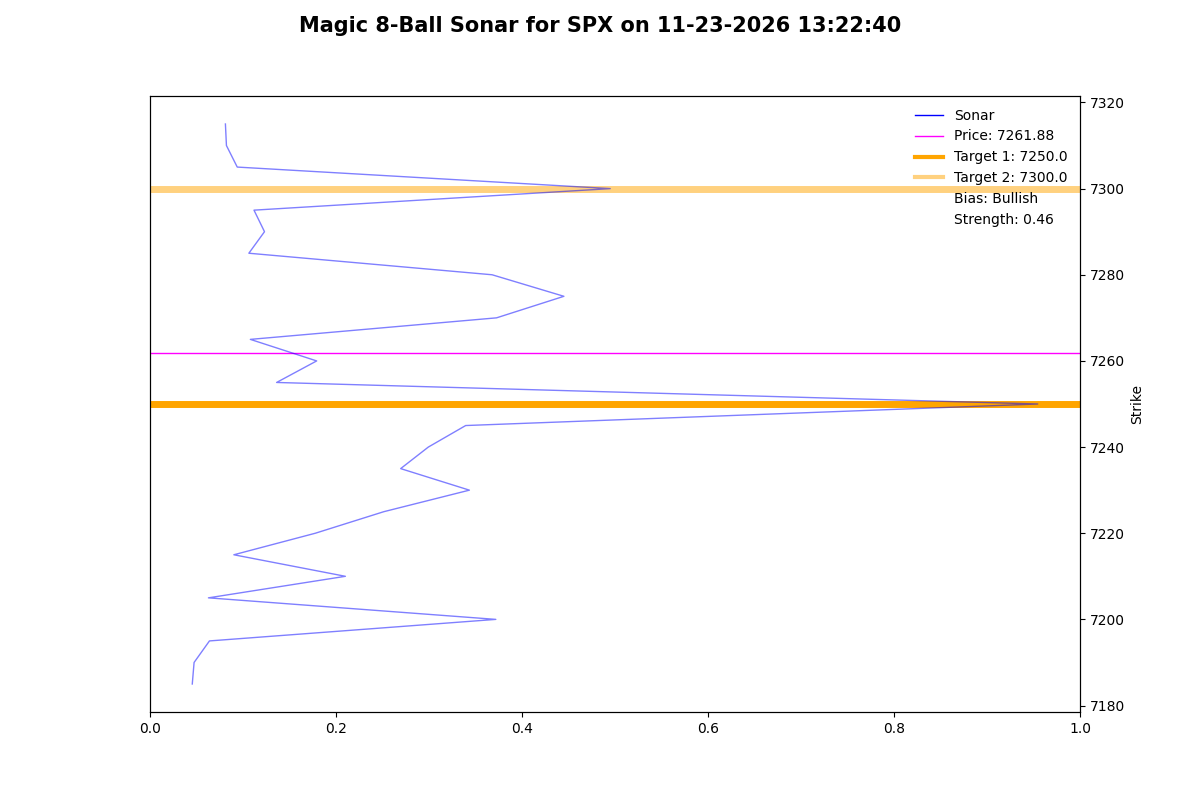 Magic 8-Ball Sonar for SPX on 11-23-2026 13:22:40
Sonar
Price: 7261.88
Target 1: 7250.0
Target 2: 7300.0
Bias: Bullish
Strength: 0.46
7320
7300
7280
7260
7240
7220
7200
7180
Strike
0.0 0.2 0.4 0.6 0.8 1.0